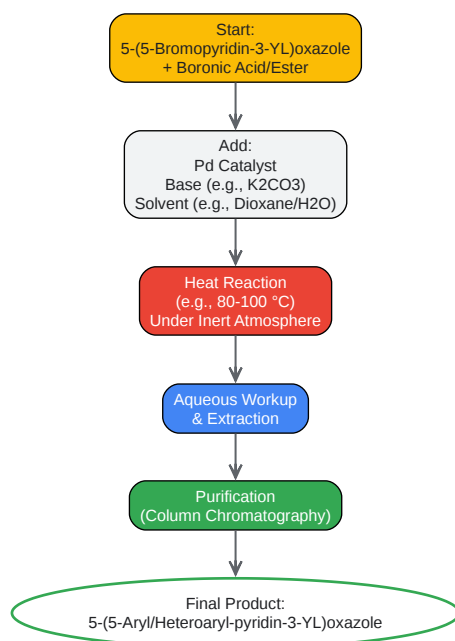 Start:
5-(5-Bromopyridin-3-YL)oxazole
+ Boronic Acid/Ester
Add:
Pd Catalyst
Base (e.g., K2CO3)
Solvent (e.g., Dioxane/H2O)
Heat Reaction
(e.g., 80-100 °C)
Under Inert Atmosphere
Aqueous Workup
& Extraction
Purification
(Column Chromatography)
Final Product:
5-(5-Aryl/Heteroaryl-pyridin-3-YL)oxazole